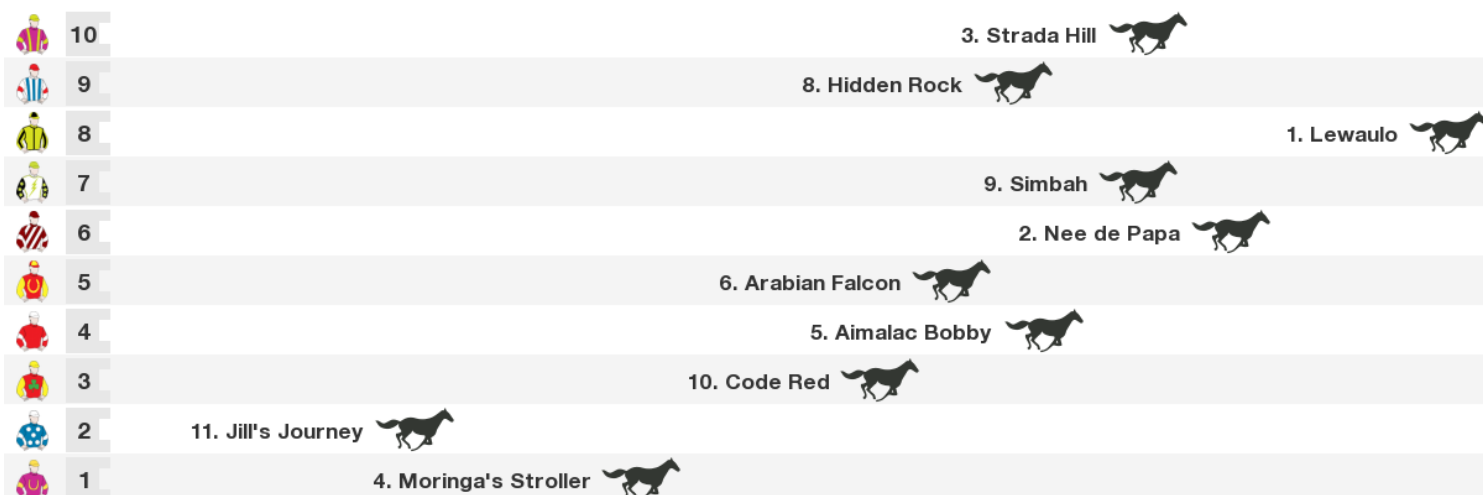 10 3. Strada Hill
9 8. Hidden Rock
8 1. Lewaulo
7 9. Simbah
6 2. Nee de Papa
5 6. Arabian Falcon
4 5. Aimalac Bobby
3 10. Code Red
2 11. Jill's Journey
1 4. Moringa's Stroller